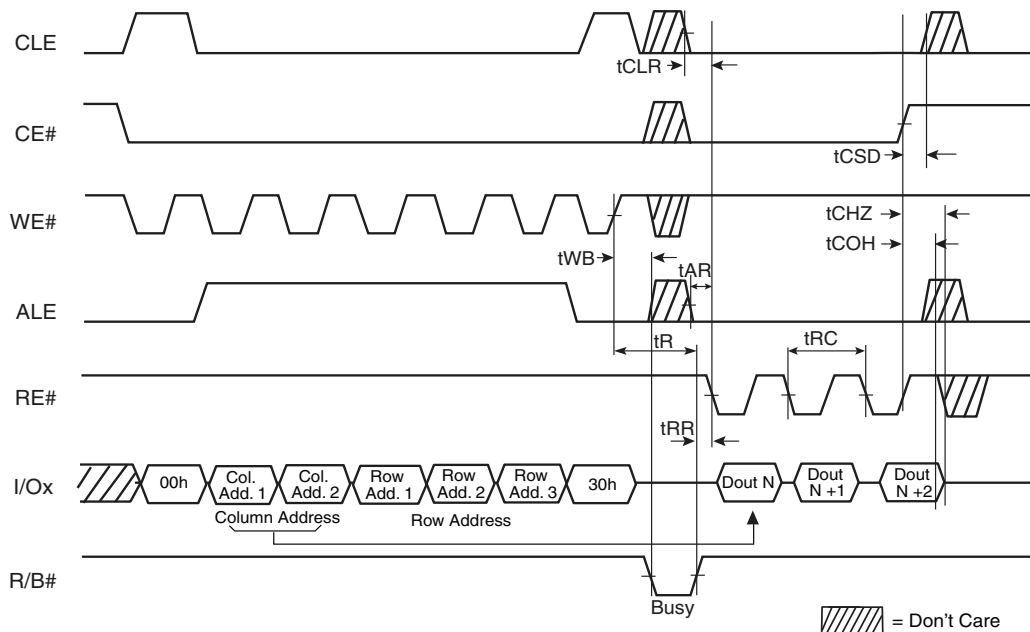 CLE
tCLR
CE#
tCSD
WE#
tCHZ
tCOH
tWB
tAR
ALE
tR
tRC
RE#
tRR
I/Ox
00h
Col.
Add. 1
Col.
Add. 2
Row
Add. 1
Row
Add. 2
Row
Add. 3
30h
Dout N
Dout
N +1
Dout
N +2
Column Address
Row Address
R/B#
Busy
= Don't Care